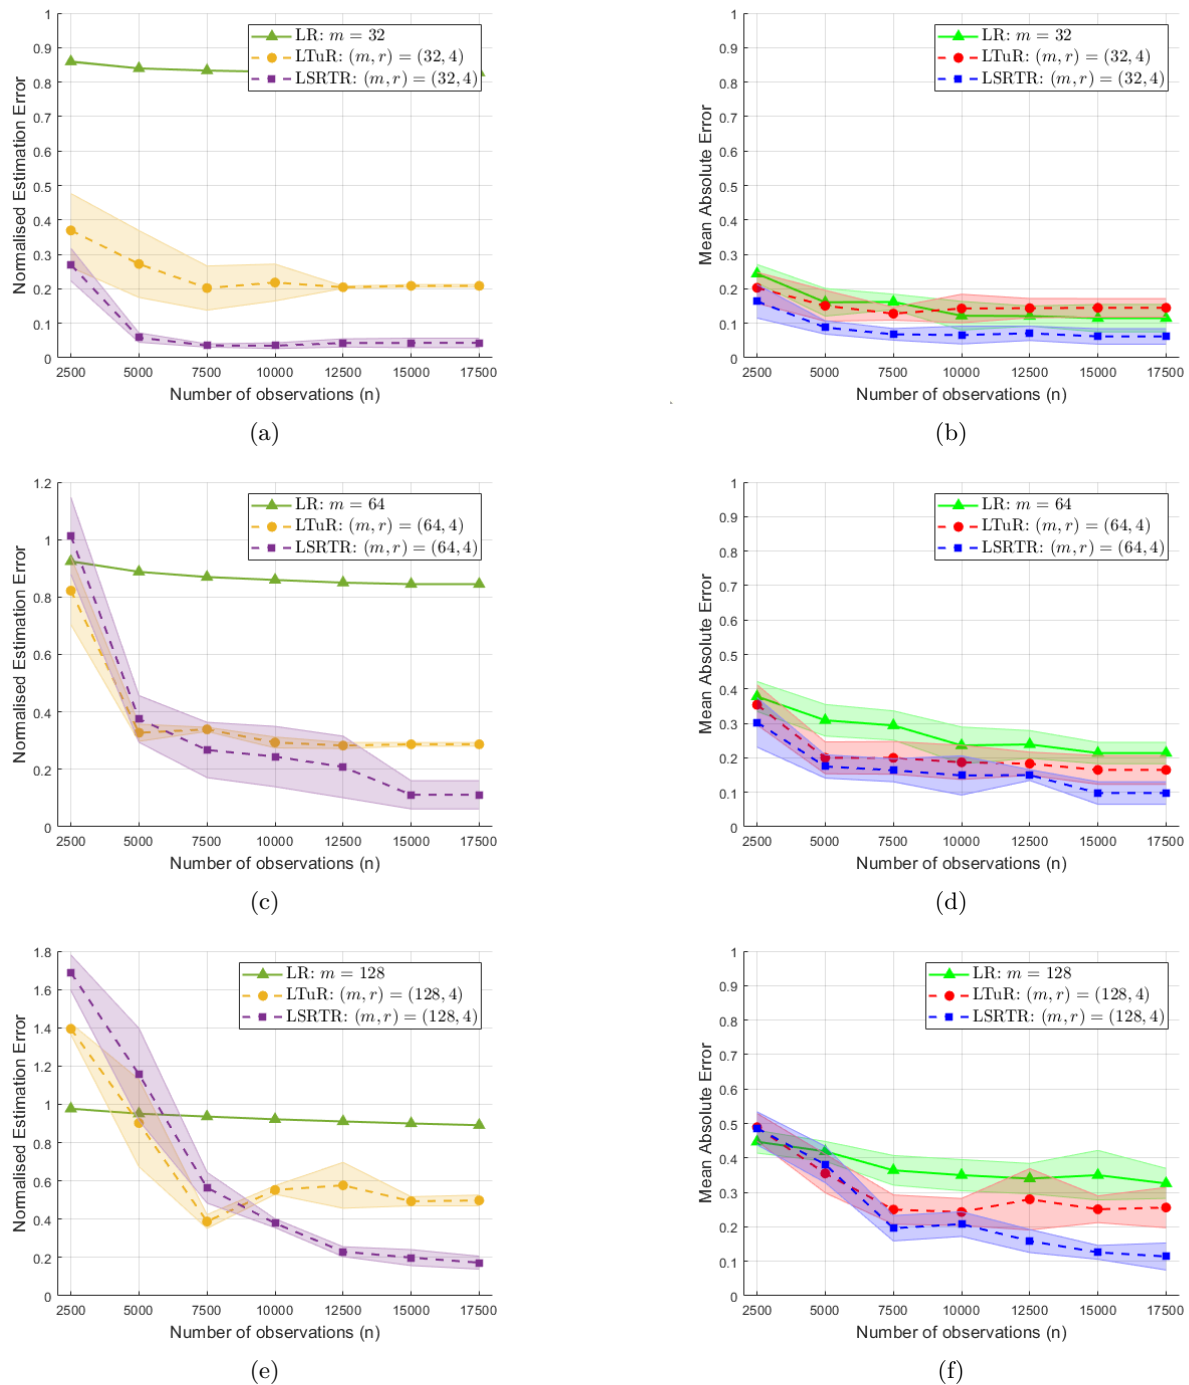 1
0.9
0.8
0.7
0.6
0.5
0.4
0.3
0.2
0.1
0
Normalised Estimation Error
LR: m = 32
LTuR: (m, r) = (32, 4)
LSRTR: (m, r) = (32, 4)
2500 5000 7500 10000 12500 15000 17500
Number of observations (n)
(a)
1
0.9
0.8
0.7
0.6
0.5
0.4
0.3
0.2
0.1
0
Mean Absolute Error
LR: m = 32
LTuR: (m, r) = (32, 4)
LSRTR: (m, r) = (32, 4)
2500 5000 7500 10000 12500 15000 17500
Number of observations (n)
(b)
1.2
1
0.8
0.6
0.4
0.2
0
Normalised Estimation Error
LR: m = 64
LTuR: (m, r) = (64, 4)
LSRTR: (m, r) = (64, 4)
2500 5000 7500 10000 12500 15000 17500
Number of observations (n)
(c)
1
0.9
0.8
0.7
0.6
0.5
0.4
0.3
0.2
0.1
0
Mean Absolute Error
LR: m = 64
LTuR: (m, r) = (64, 4)
LSRTR: (m, r) = (64, 4)
2500 5000 7500 10000 12500 15000 17500
Number of observations (n)
(d)
1.8
1.6
1.4
1.2
1
0.8
0.6
0.4
0.2
0
Normalised Estimation Error
LR: m = 128
LTuR: (m, r) = (128, 4)
LSRTR: (m, r) = (128, 4)
2500 5000 7500 10000 12500 15000 17500
Number of observations (n)
(e)
1
0.9
0.8
0.7
0.6
0.5
0.4
0.3
0.2
0.1
0
Mean Absolute Error
LR: m = 128
LTuR: (m, r) = (128, 4)
LSRTR: (m, r) = (128, 4)
2500 5000 7500 10000 12500 15000 17500
Number of observations (n)
(f)